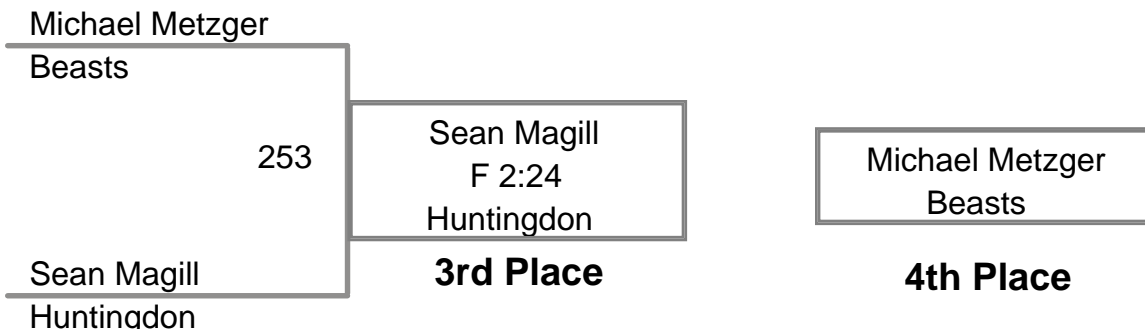 Michael Metzger
Beasts
253
Sean Magill
F 2:24
Huntingdon
3rd Place
Michael Metzger
Beasts
4th Place
Sean Magill
Huntingdon